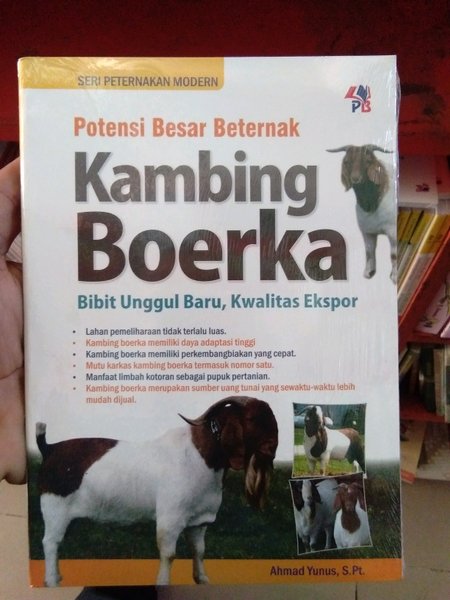 SERI PETERNAKAN MODERN
LPB
Potensi Besar Beternak
Kambing
Boerka
Bibit Unggul Baru, Kwalitas Ekspor
• Lahan pemeliharaan tidak terlalu luas.
• Kambing boerka memiliki daya adaptasi tinggi
• Kambing boerka memiliki perkembangbiakan yang cepat.
• Mutu karkas kambing boerka termasuk nomor satu.
• Manfaat limbah kotoran sebagai pupuk pertanian.
• Kambing boerka merupakan sumber uang tunai yang sewaktu-waktu lebih
mudah dijual.
Ahmad Yunus, S.Pt.